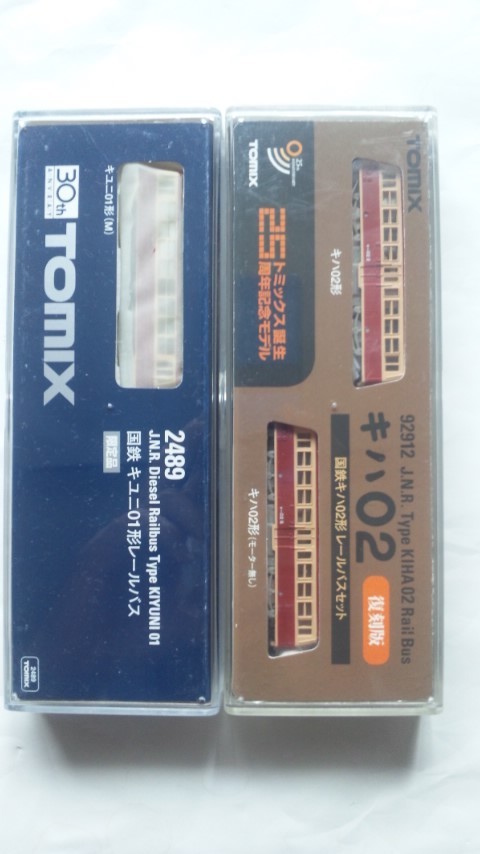 30th
ANNIV.
TOMIX
キユニ01形(M)
2489
J.N.R. Diesel Railbus Type KIYUNI 01
国鉄 キユニ01形レールバス
限定品
2489
TOMIX
TOMIX
25th
TOMIX
25
トミックス誕生
周年記念モデル
キハ02形
キハ02形(モーター無し)
92912 J.N.R. Type KIHA 02 Rail Bus
キハ02
国鉄キハ02形 レールバスセット
復刻版